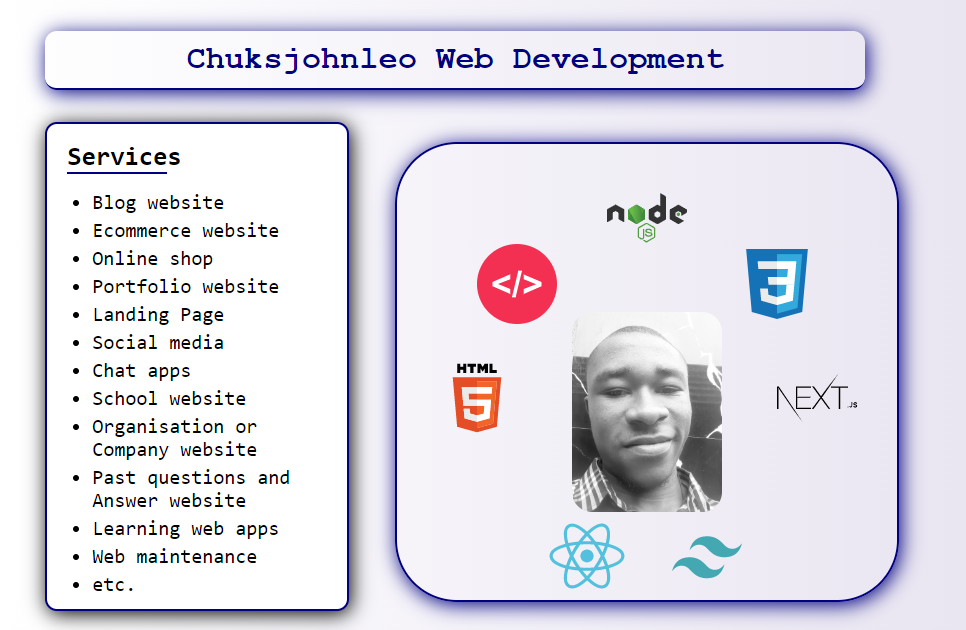 Chuksjohnleo Web Development
Services
• Blog website
• Ecommerce website
• Online shop
• Portfolio website
• Landing Page
• Social media
• Chat apps
• School website
• Organisation or
Company website
• Past questions and
Answer website
• Learning web apps
• Web maintenance
• etc.
node
JS
</>
3
HTML
5
NEXT.JS